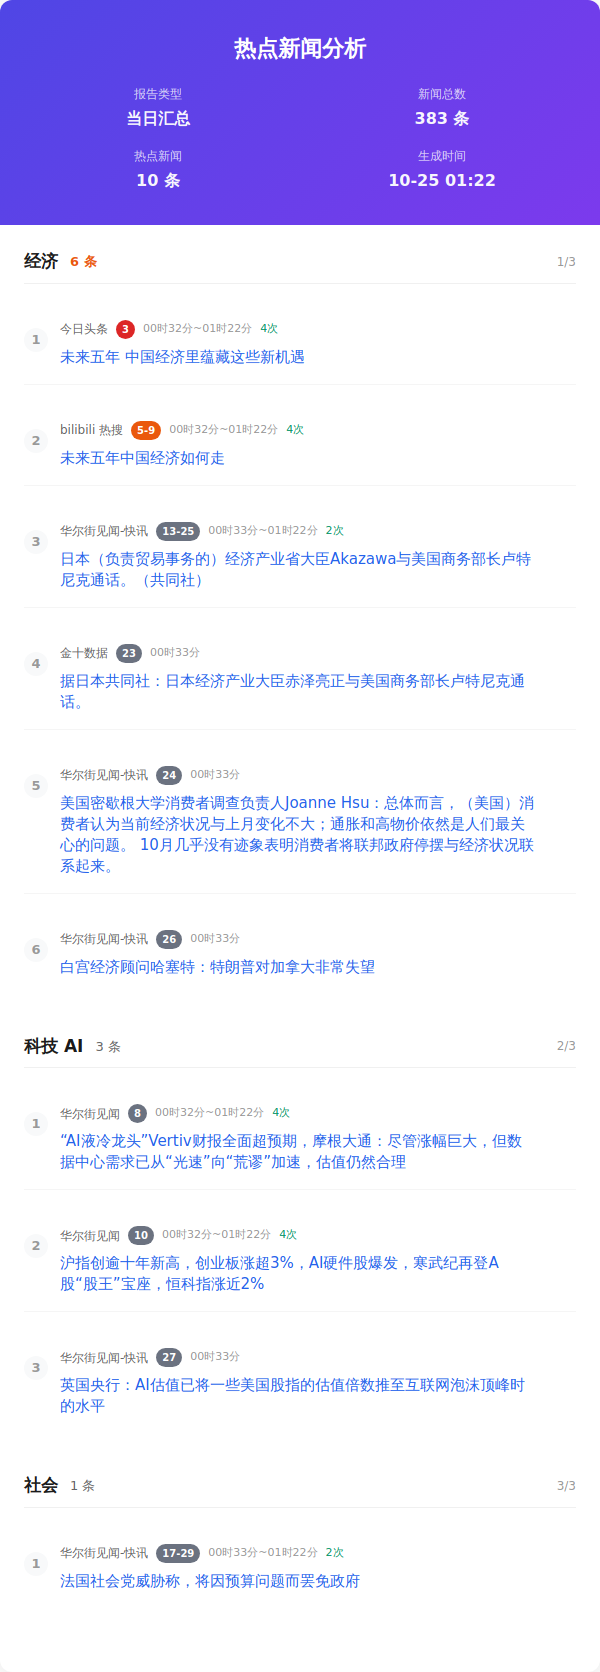 热点新闻分析
报告类型
新闻总数
当日汇总
383 条
热点新闻
生成时间
10 条
10-25 01:22
经济 6 条 1/3
1 今日头条 3 00时32分~01时22分 4次
未来五年 中国经济里蕴藏这些新机遇
2 bilibili 热搜 5-9 00时32分~01时22分 4次
未来五年中国经济如何走
3 华尔街见闻-快讯 13-25 00时33分~01时22分 2次
日本（负责贸易事务的）经济产业省大臣Akazawa与美国商务部长卢特
尼克通话。（共同社）
4 金十数据 23 00时33分
据日本共同社：日本经济产业大臣赤泽亮正与美国商务部长卢特尼克通
话。
5 华尔街见闻-快讯 24 00时33分
美国密歇根大学消费者调查负责人Joanne Hsu：总体而言，（美国）消
费者认为当前经济状况与上月变化不大；通胀和高物价依然是人们最关
心的问题。 10月几乎没有迹象表明消费者将联邦政府停摆与经济状况联
系起来。
6 华尔街见闻-快讯 26 00时33分
白宫经济顾问哈塞特：特朗普对加拿大非常失望
科技 AI 3 条 2/3
1 华尔街见闻 8 00时32分~01时22分 4次
“AI液冷龙头”Vertiv财报全面超预期，摩根大通：尽管涨幅巨大，但数
据中心需求已从“光速”向“荒谬”加速，估值仍然合理
2 华尔街见闻 10 00时32分~01时22分 4次
沪指创逾十年新高，创业板涨超3%，AI硬件股爆发，寒武纪再登A
股“股王”宝座，恒科指涨近2%
3 华尔街见闻-快讯 27 00时33分
英国央行：AI估值已将一些美国股指的估值倍数推至互联网泡沫顶峰时
的水平
社会 1 条 3/3
1 华尔街见闻-快讯 17-29 00时33分~01时22分 2次
法国社会党威胁称，将因预算问题而罢免政府